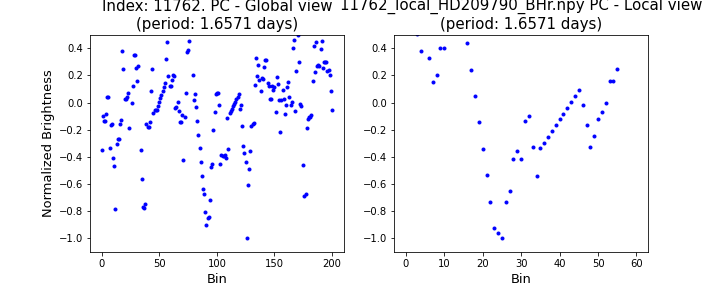 Index: 11762. PC - Global view
(period: 1.6571 days)
11762_local_HD209790_BHr.npy PC - Local view
(period: 1.6571 days)
Normalized Brightness
0.4
0.2
0.0
−0.2
−0.4
−0.6
−0.8
−1.0
0 50 100 150 200
Bin
0.4
0.2
0.0
−0.2
−0.4
−0.6
−0.8
−1.0
0 10 20 30 40 50 60
Bin